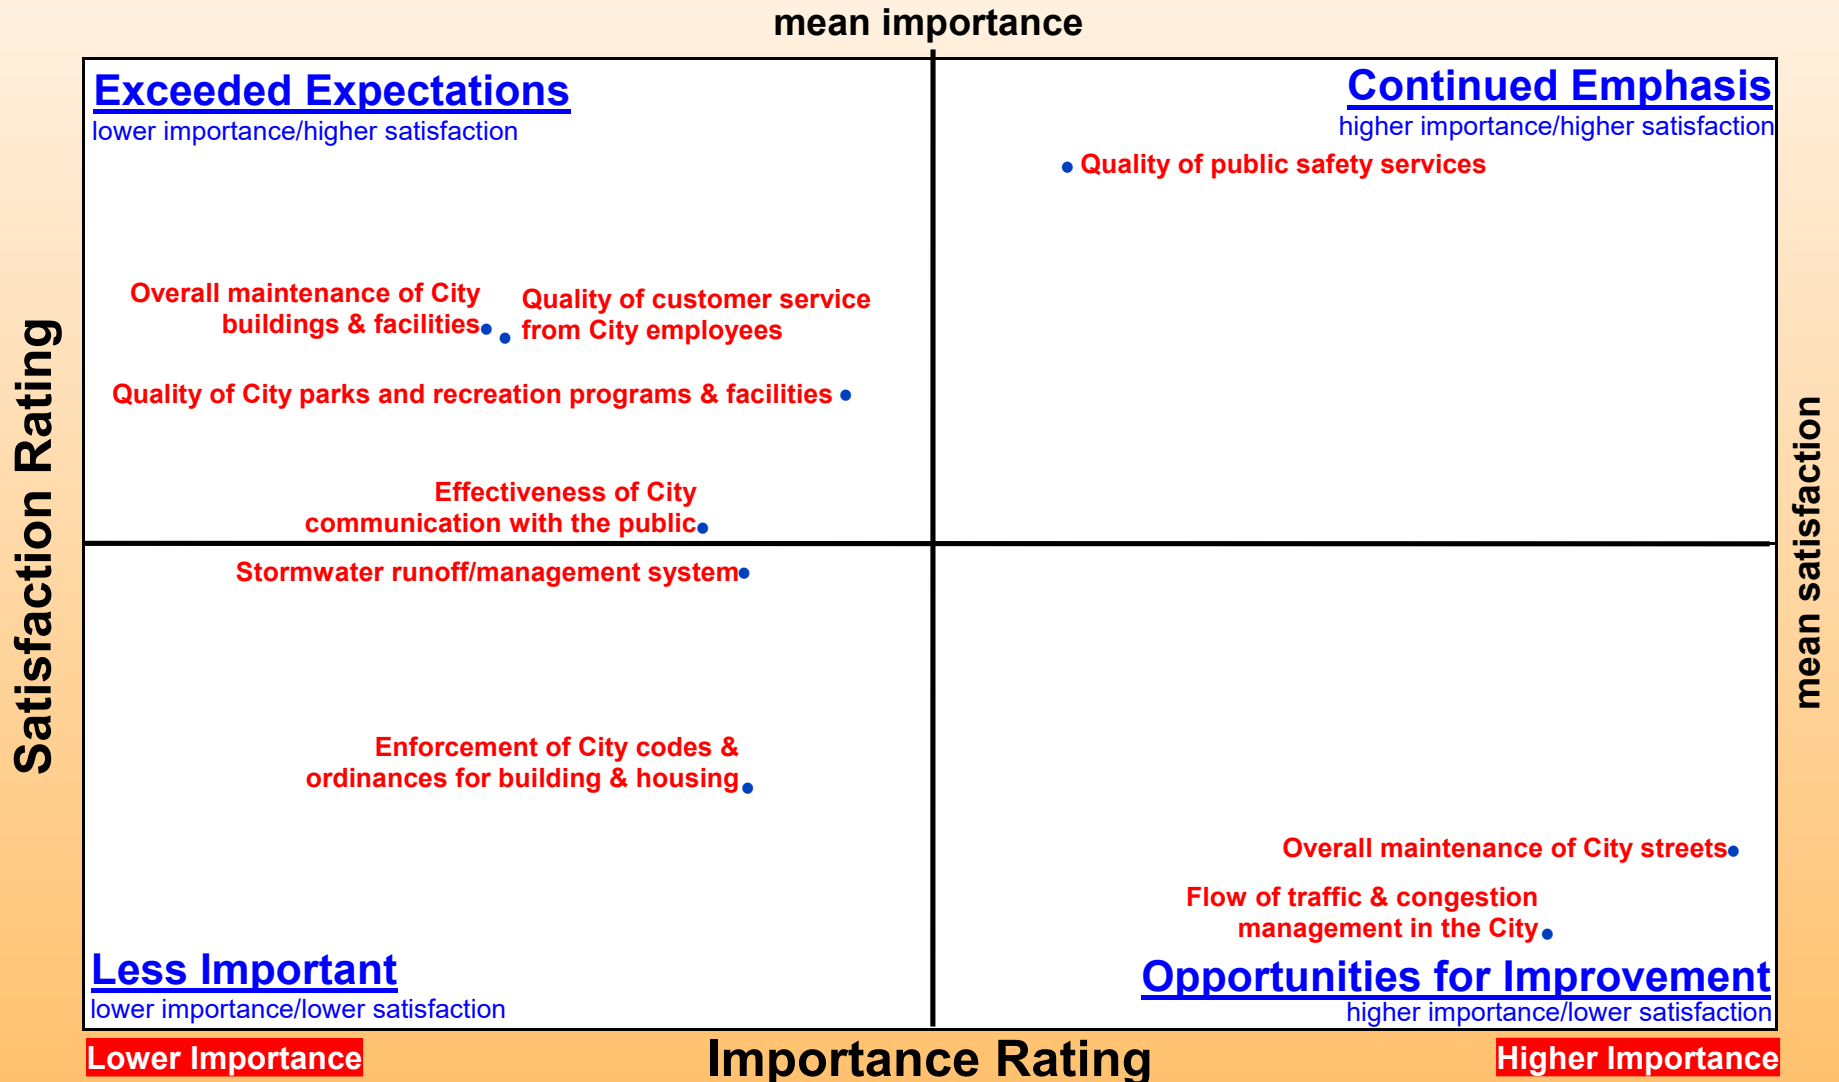 mean importance
Exceeded Expectations
lower importance/higher satisfaction
Continued Emphasis
higher importance/higher satisfaction
Quality of public safety services
Overall maintenance of City
buildings & facilities
Quality of customer service
from City employees
Quality of City parks and recreation programs & facilities
Effectiveness of City
communication with the public
Satisfaction Rating
mean satisfaction
Stormwater runoff/management system
Enforcement of City codes &
ordinances for building & housing
Overall maintenance of City streets
Flow of traffic & congestion
management in the City
Less Important
lower importance/lower satisfaction
Opportunities for Improvement
higher importance/lower satisfaction
Lower Importance
Importance Rating
Higher Importance